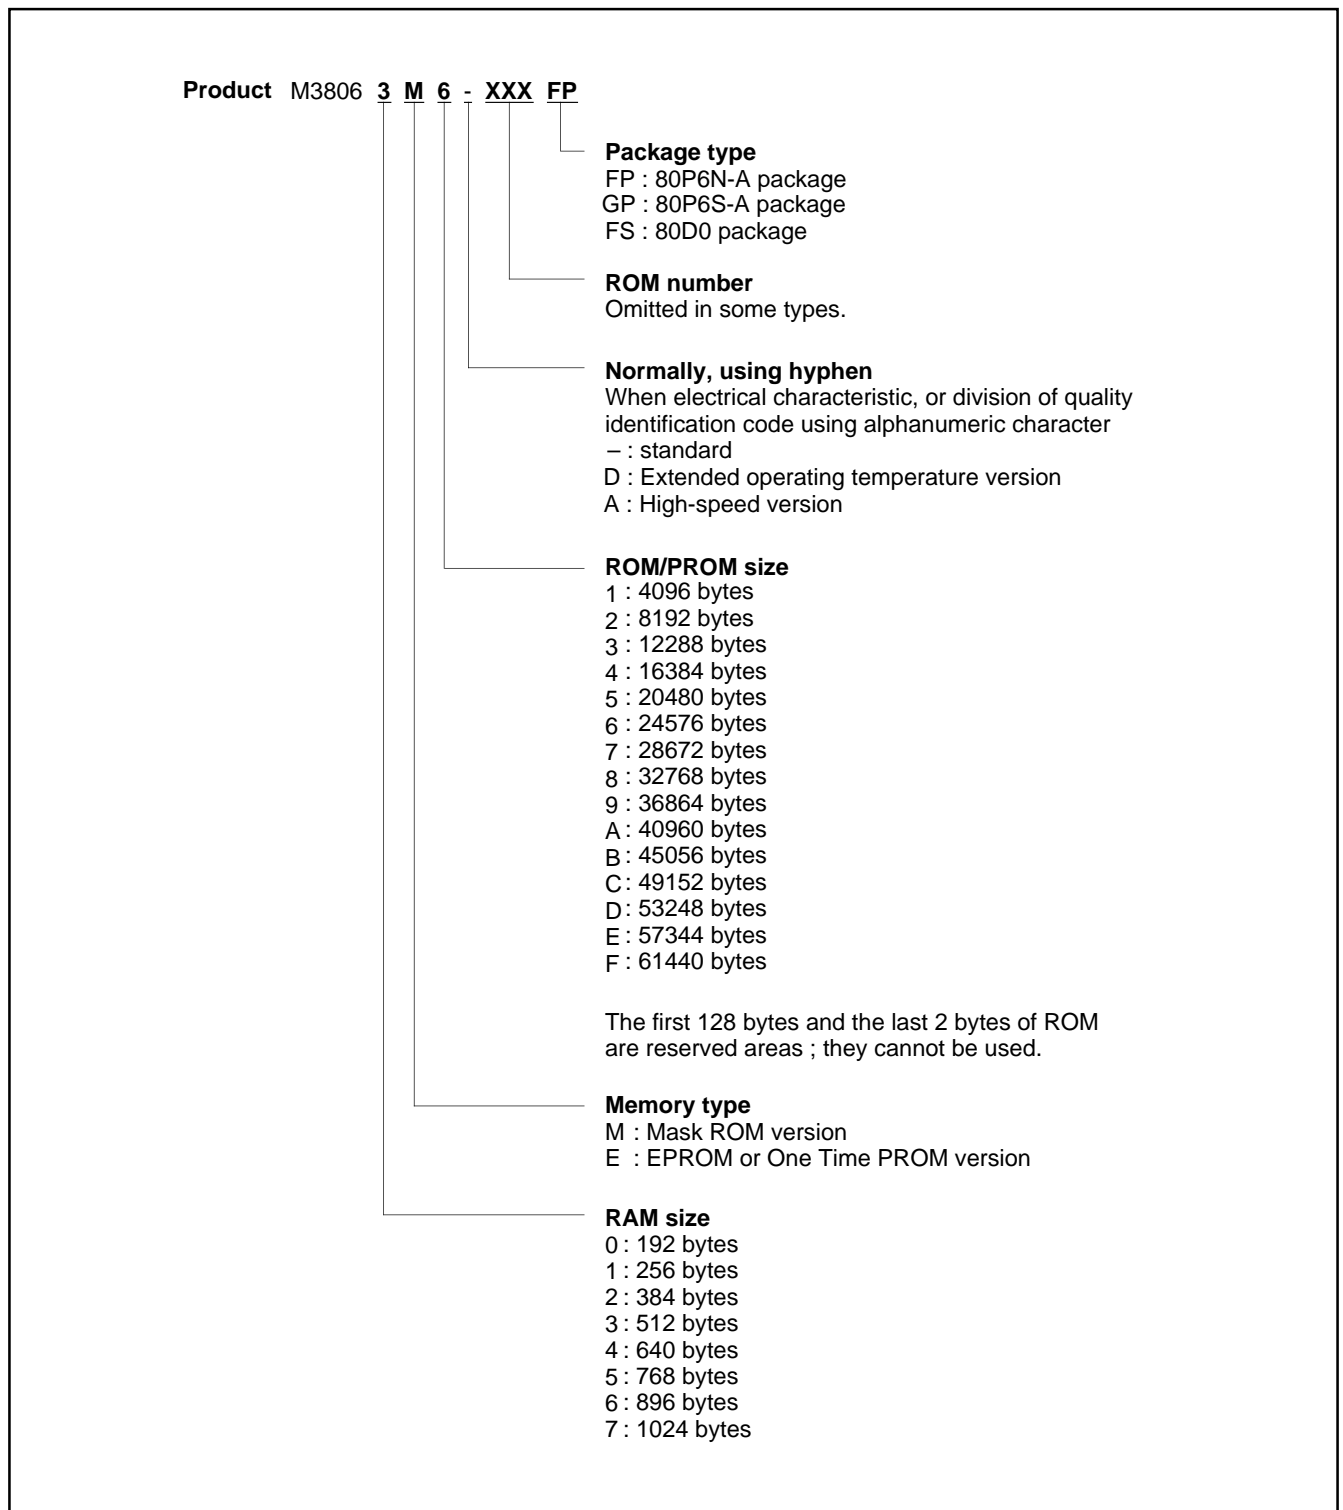 Product M3806 3 M 6 - XXX FP
Package type
FP : 80P6N-A package
GP : 80P6S-A package
FS : 80D0 package
ROM number
Omitted in some types.
Normally, using hyphen
When electrical characteristic, or division of quality
identification code using alphanumeric character
– : standard
D : Extended operating temperature version
A : High-speed version
ROM/PROM size
1 : 4096 bytes
2 : 8192 bytes
3 : 12288 bytes
4 : 16384 bytes
5 : 20480 bytes
6 : 24576 bytes
7 : 28672 bytes
8 : 32768 bytes
9 : 36864 bytes
A : 40960 bytes
B : 45056 bytes
C : 49152 bytes
D : 53248 bytes
E : 57344 bytes
F : 61440 bytes
The first 128 bytes and the last 2 bytes of ROM
are reserved areas ; they cannot be used.
Memory type
M : Mask ROM version
E : EPROM or One Time PROM version
RAM size
0 : 192 bytes
1 : 256 bytes
2 : 384 bytes
3 : 512 bytes
4 : 640 bytes
5 : 768 bytes
6 : 896 bytes
7 : 1024 bytes